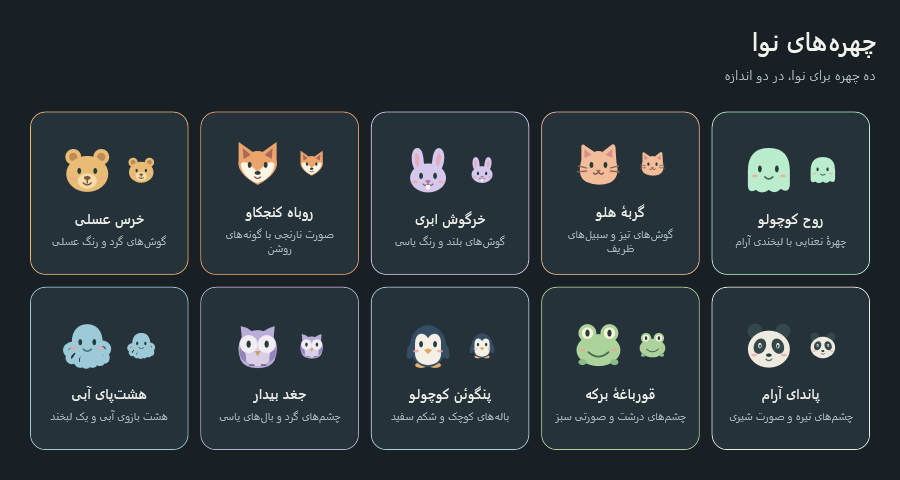 چهره‌های نوا
ده چهره برای نوا، در دو اندازه
روح کوچولو
چهرهٔ نعنایی با لبخندی آرام
گربهٔ هلو
گوش‌های تیز و سبیل‌های
ظریف
خرگوش ابری
گوش‌های بلند و رنگ یاسی
روباه کنجکاو
صورت نارنجی با گونه‌های
روشن
خرس عسلی
گوش‌های گرد و رنگ عسلی
پاندای آرام
چشم‌های تیره و صورت شیری
قورباغهٔ برکه
چشم‌های درشت و صورتی سبز
پنگوئن کوچولو
باله‌های کوچک و شکم سفید
جغد بیدار
چشم‌های گرد و بال‌های یاسی
هشت‌پای آبی
هشت بازوی آبی و یک لبخند